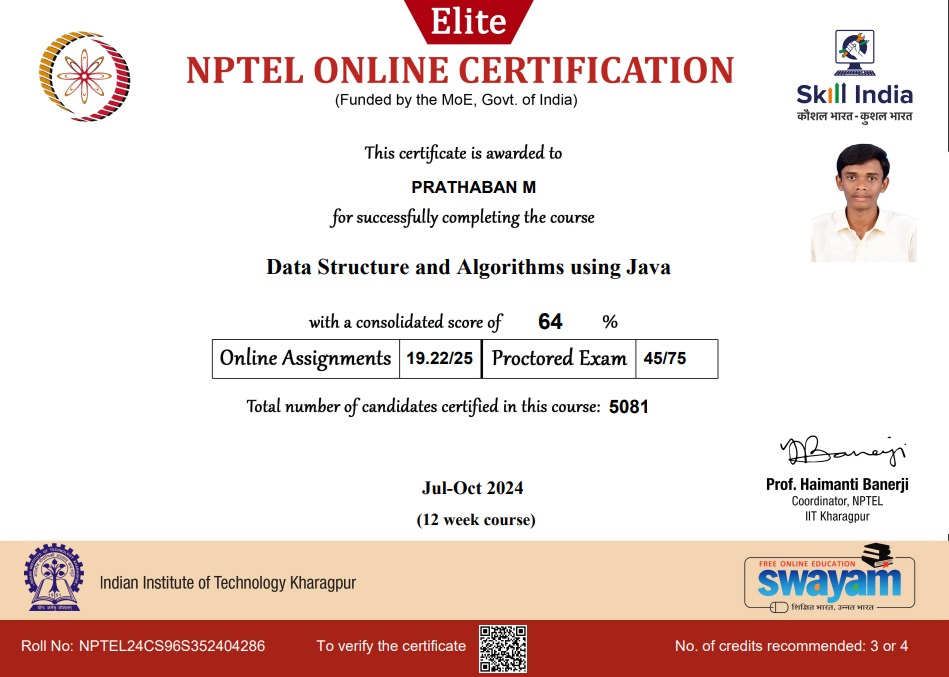 Elite
NPTEL ONLINE CERTIFICATION
(Funded by the MoE, Govt. of India)
Skill India
कौशल भारत - कुशल भारत
This certificate is awarded to
PRATHABAN M
for successfully completing the course
Data Structure and Algorithms using Java
with a consolidated score of 64 %
Online Assignments 19.22/25 Proctored Exam 45/75
Total number of candidates certified in this course: 5081
Jul-Oct 2024
(12 week course)
Banerji
Prof. Haimanti Banerji
Coordinator, NPTEL
IIT Kharagpur
Indian Institute of Technology Kharagpur
FREE ONLINE EDUCATION
swayam
शिक्षित भारत, उन्नत भारत
Roll No: NPTEL24CS96S352404286
To verify the certificate
No. of credits recommended: 3 or 4